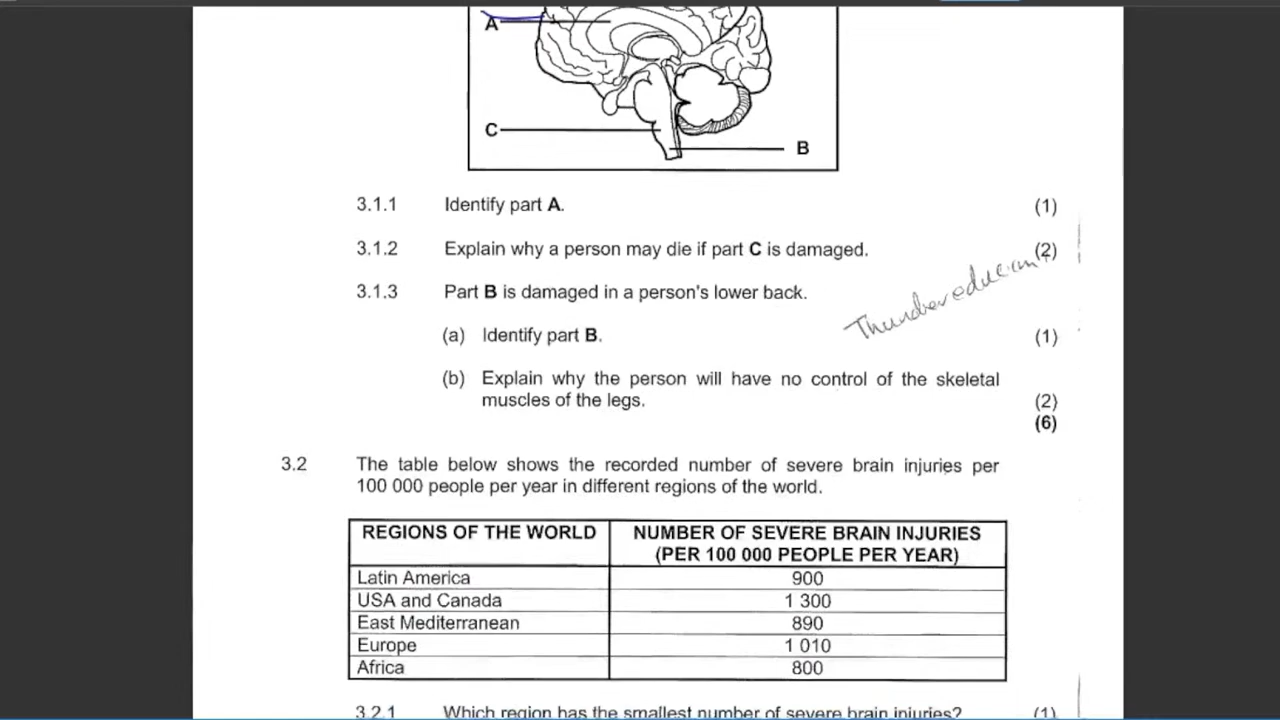 A
C
B
3.1.1 Identify part A. (1)
3.1.2 Explain why a person may die if part C is damaged. (2)
3.1.3 Part B is damaged in a person's lower back.
(a) Identify part B. (1)
(b) Explain why the person will have no control of the skeletal
muscles of the legs. (2)
(6)
3.2 The table below shows the recorded number of severe brain injuries per
100 000 people per year in different regions of the world.
REGIONS OF THE WORLD NUMBER OF SEVERE BRAIN INJURIES
(PER 100 000 PEOPLE PER YEAR)
Latin America 900
USA and Canada 1 300
East Mediterranean 890
Europe 1 010
Africa 800
3.2.1 Which region has the smallest number of severe brain injuries? (1)